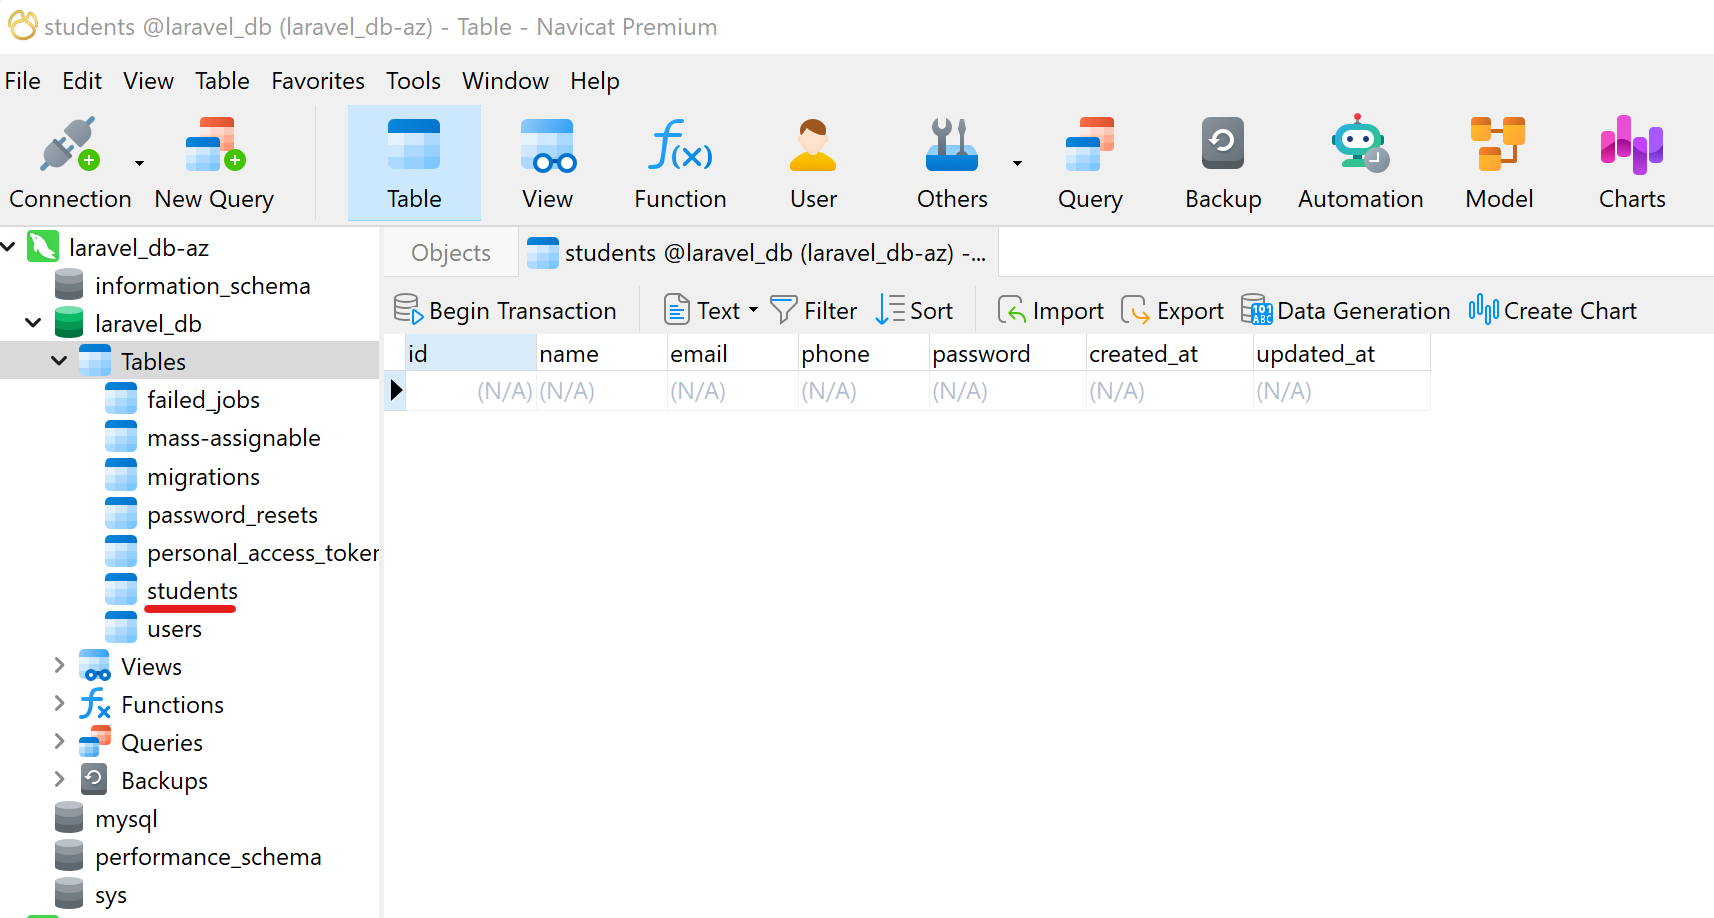 students @laravel_db (laravel_db-az) - Table - Navicat Premium
File Edit View Table Favorites Tools Window Help
Connection New Query Table View Function User Others Query Backup Automation Model Charts
laravel_db-az
information_schema
laravel_db
Tables
failed_jobs
mass-assignable
migrations
password_resets
personal_access_token
students
users
Views
Functions
Queries
Backups
mysql
performance_schema
sys
Objects students @laravel_db (laravel_db-az) -...
Begin Transaction Text Filter Sort Import Export Data Generation Create Chart
id name email phone password created_at updated_at
(N/A) (N/A) (N/A) (N/A) (N/A) (N/A) (N/A)